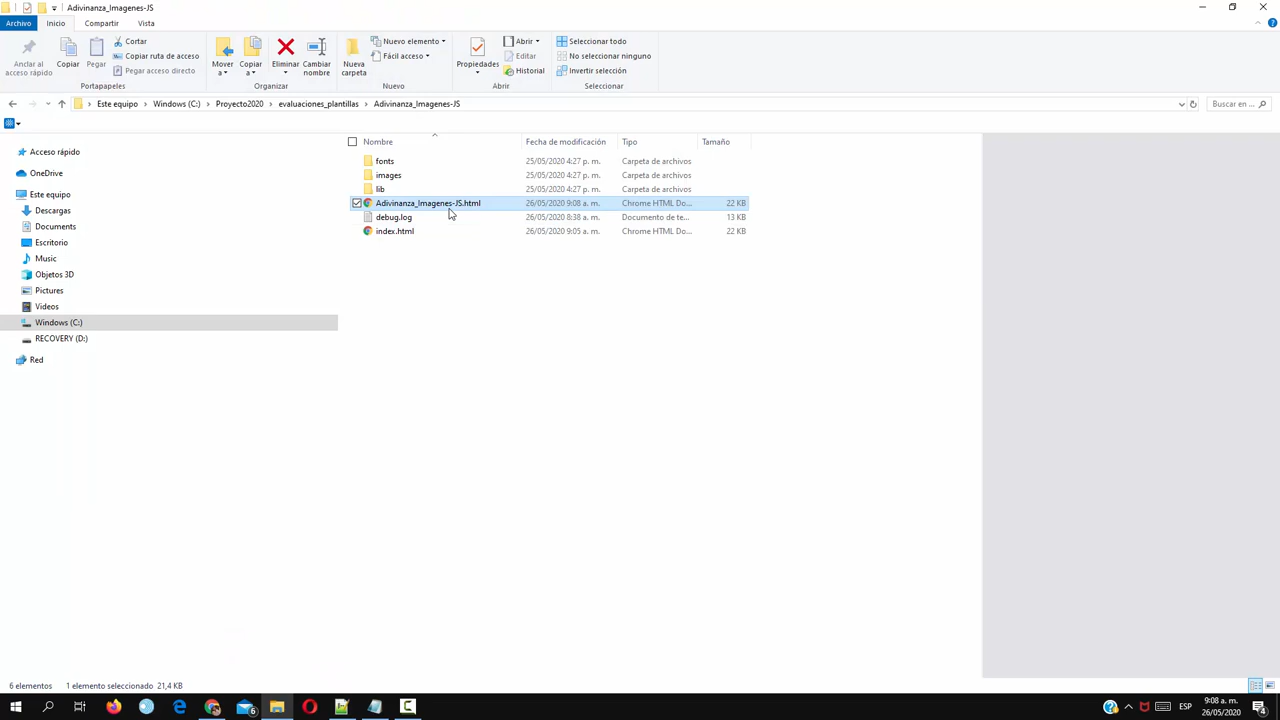 Adivinanza_Imagenes-JS
Archivo Inicio Compartir Vista
Anclar al acceso rápido
Copiar
Pegar
Cortar
Copiar ruta de acceso
Pegar acceso directo
Portapapeles
Mover a
Copiar a
Eliminar
Cambiar nombre
Organizar
Nueva carpeta
Nuevo elemento
Fácil acceso
Nuevo
Propiedades
Abrir
Editar
Historial
Abrir
Seleccionar todo
No seleccionar ninguno
Invertir selección
Seleccionar
Este equipo > Windows (C:) > Proyecto2020 > evaluaciones_plantillas > Adivinanza_Imagenes-JS
Buscar en ...
Nombre Fecha de modificación Tipo Tamaño
fonts 25/05/2020 4:27 p. m. Carpeta de archivos
images 25/05/2020 4:27 p. m. Carpeta de archivos
lib 25/05/2020 4:27 p. m. Carpeta de archivos
Adivinanza_Imagenes-JS.html 26/05/2020 9:08 a. m. Chrome HTML Do... 22 KB
debug.log 26/05/2020 8:38 a. m. Documento de te... 13 KB
index.html 26/05/2020 9:05 a. m. Chrome HTML Do... 22 KB
Acceso rápido
OneDrive
Este equipo
Descargas
Documents
Escritorio
Music
Objetos 3D
Pictures
Videos
Windows (C:)
RECOVERY (D:)
Red
6 elementos 1 elemento seleccionado 21,4 KB
6
ESP
9:08 a. m.
26/05/2020
4